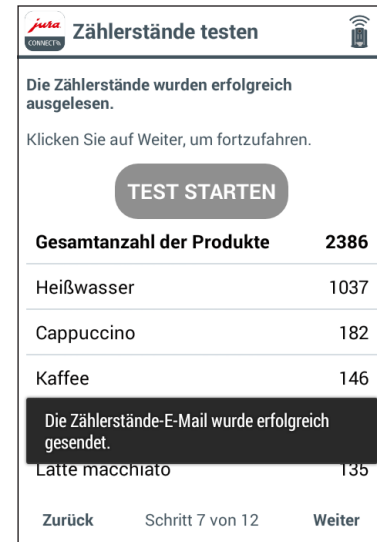 jura
CONNECT
Zählerstände testen
Die Zählerstände wurden erfolgreich
ausgelesen.
Klicken Sie auf Weiter, um fortzufahren.
TEST STARTEN
Gesamtanzahl der Produkte 2386
Heißwasser 1037
Cappuccino 182
Kaffee 146
Die Zählerstände-E-Mail wurde erfolgreich
gesendet.
Latte macchiato 135
Zurück Schritt 7 von 12 Weiter